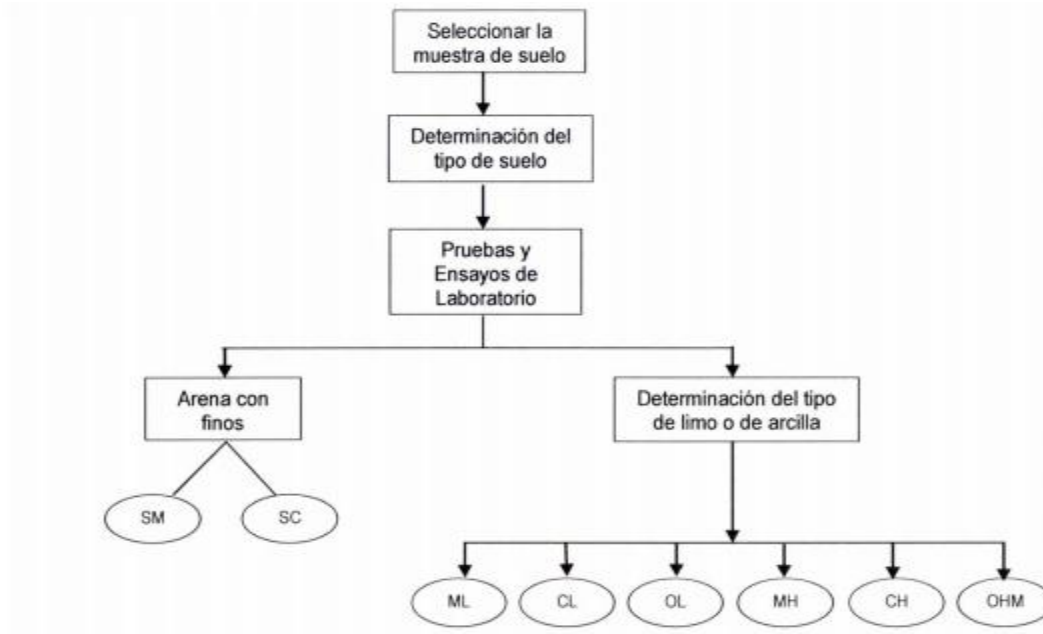 Seleccionar la
muestra de suelo
Determinación del
tipo de suelo
Pruebas y
Ensayos de
Laboratorio
Arena con
finos
Determinación del tipo
de limo o de arcilla
SM
SC
ML
CL
OL
MH
CH
OHM